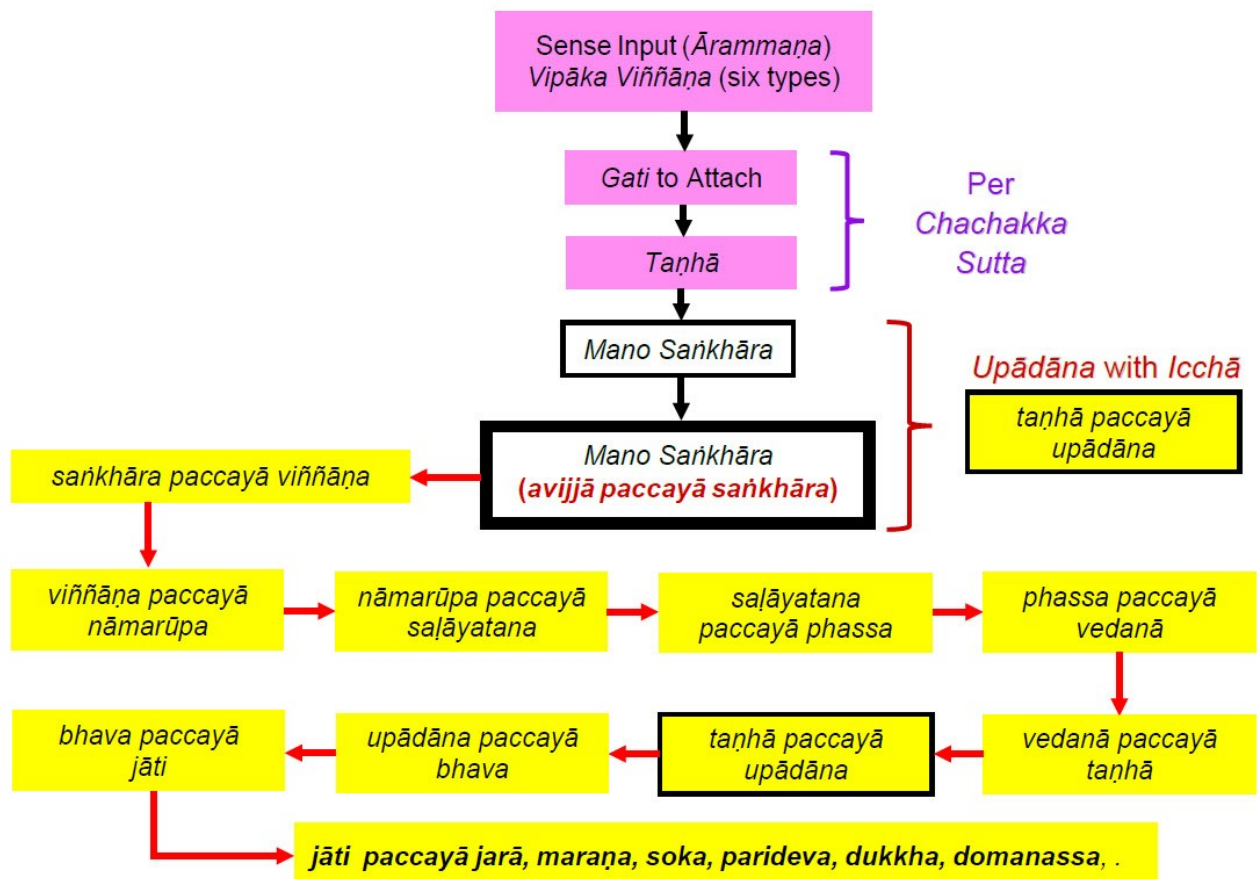 Sense Input (Ārammaṇa)
Vipāka Viññāṇa (six types)
Gati to Attach
Taṇhā
Per
Chachakka
Sutta
Mano Saṅkhāra
Mano Saṅkhāra
(avijjā paccayā saṅkhāra)
Upādāna with Icchā
taṇhā paccayā
upādāna
saṅkhāra paccayā viññāṇa
viññāṇa paccayā
nāmarūpa
nāmarūpa paccayā
saḷāyatana
saḷāyatana
paccayā phassa
phassa paccayā
vedanā
vedanā paccayā
taṇhā
taṇhā paccayā
upādāna
upādāna paccayā
bhava
bhava paccayā
jāti
jāti paccayā jarā, maraṇa, soka, parideva, dukkha, domanassa, .